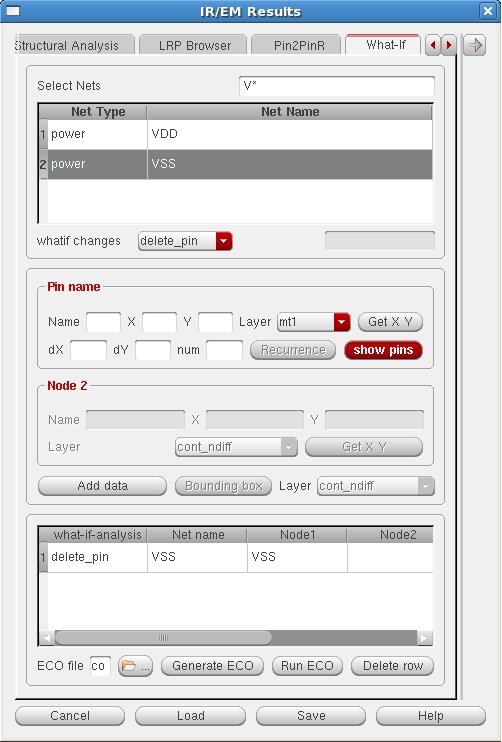 IR/EM Results
Structural Analysis LRP Browser Pin2PinR What-If
Select Nets V*
Net Type Net Name
1 power VDD
2 power VSS
whatif changes delete_pin
Pin name
Name X Y Layer mt1 Get X Y
dX dY num Recurrence show pins
Node 2
Name X Y
Layer cont_ndiff Get X Y
Add data Bounding box Layer cont_ndiff
what-if-analysis Net name Node1 Node2
1 delete_pin VSS VSS
ECO file co ... Generate ECO Run ECO Delete row
Cancel Load Save Help